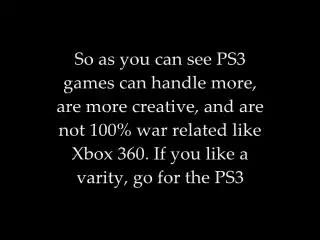 So as you can see PS3
games can handle more,
are more creative, and are
not 100% war related like
Xbox 360. If you like a
varity, go for the PS3